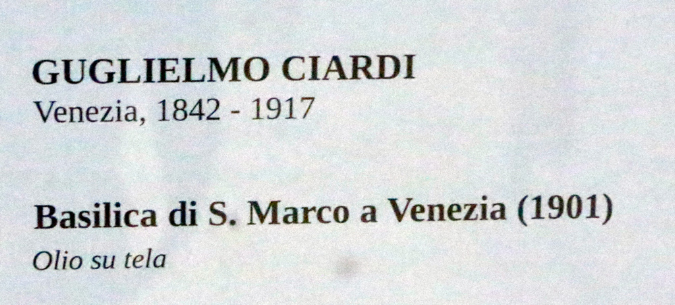 GUGLIELMO CIARDI
Venezia, 1842 - 1917
Basilica di S. Marco a Venezia (1901)
Olio su tela